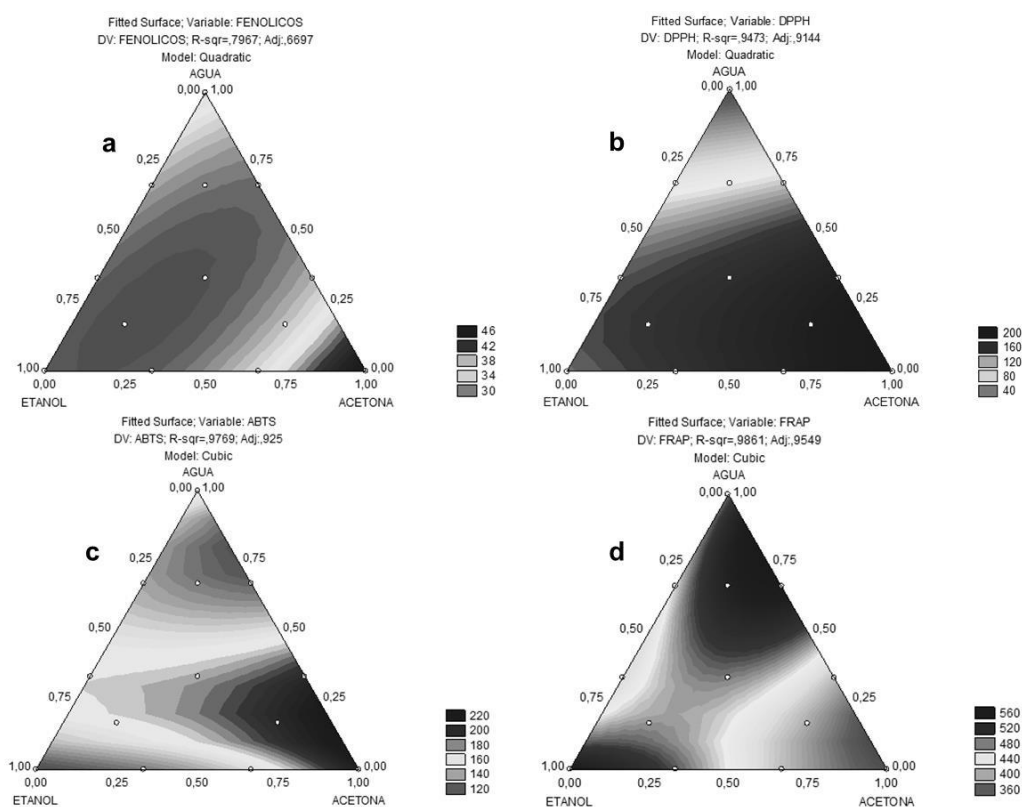 Fitted Surface; Variable: FENOLICOS
DV: FENOLICOS; R-sqr=,7967; Adj:,6697
Model: Quadratic
AGUA
0,00 1,00
a
0,25 0,75
0,50 0,50
0,75 0,25
1,00 0,00
0,00 0,25 0,50 0,75 1,00
ETANOL ACETONA
46
42
38
34
30
Fitted Surface; Variable: DPPH
DV: DPPH; R-sqr=,9473; Adj:,9144
Model: Quadratic
AGUA
0,00 1,00
b
0,25 0,75
0,50 0,50
0,75 0,25
1,00 0,00
0,00 0,25 0,50 0,75 1,00
ETANOL ACETONA
200
160
120
80
40
Fitted Surface; Variable: ABTS
DV: ABTS; R-sqr=,9769; Adj:,925
Model: Cubic
AGUA
0,00 1,00
c
0,25 0,75
0,50 0,50
0,75 0,25
1,00 0,00
0,00 0,25 0,50 0,75 1,00
ETANOL ACETONA
220
200
180
160
140
120
Fitted Surface; Variable: FRAP
DV: FRAP; R-sqr=,9861; Adj:,9549
Model: Cubic
AGUA
0,00 1,00
d
0,25 0,75
0,50 0,50
0,75 0,25
1,00 0,00
0,00 0,25 0,50 0,75 1,00
ETANOL ACETONA
560
520
480
440
400
360